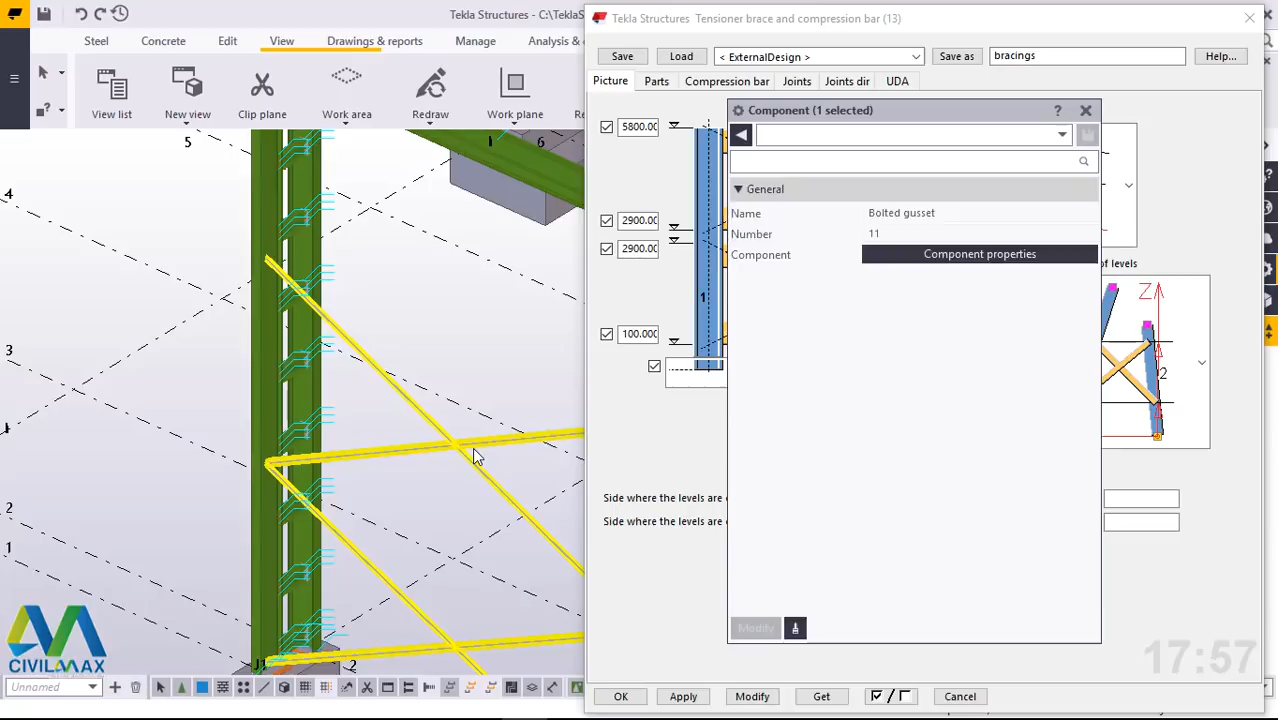 Tekla Structures - C:\TeklaS
Tekla Structures Tensioner brace and compression bar (13)
Steel Concrete Edit View Drawings & reports Manage Analysis &
View list New view Clip plane Work area Redraw Work plane
Save Load < ExternalDesign > Save as bracings Help...
Picture Parts Compression bar Joints Joints dir UDA
Component (1 selected) ?
General
Name Bolted gusset
Number 11
Component Component properties
5800.00
2900.00
2900.00
100.000
1
of levels
Z
2
Side where the levels are
Side where the levels are
Modify
5 6
4
3
2
1
J1 2
CIVILMAX
Unnamed
17:57
OK Apply Modify Get / Cancel